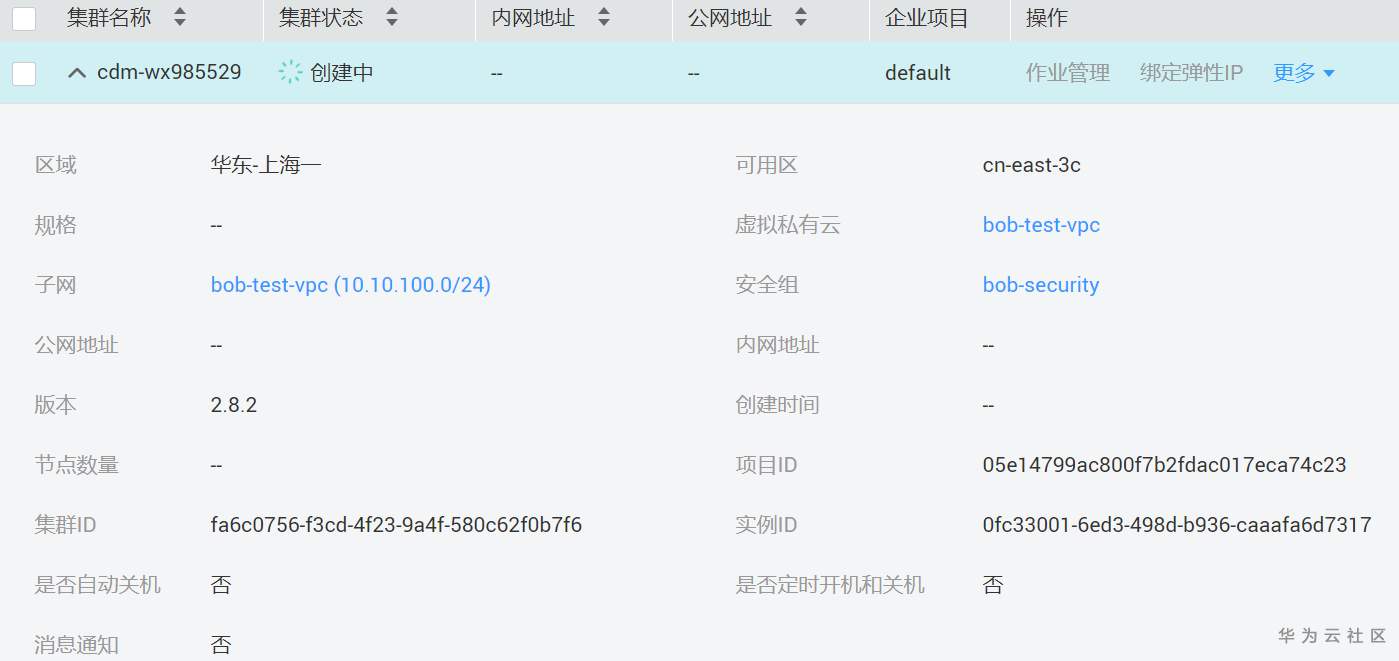 集群名称 集群状态 内网地址 公网地址 企业项目 操作
cdm-wx985529 创建中 -- -- default 作业管理 绑定弹性IP 更多
区域 华东-上海一 可用区 cn-east-3c
规格 -- 虚拟私有云 bob-test-vpc
子网 bob-test-vpc (10.10.100.0/24) 安全组 bob-security
公网地址 -- 内网地址 --
版本 2.8.2 创建时间 --
节点数量 -- 项目ID 05e14799ac800f7b2fdac017eca74c23
集群ID fa6c0756-f3cd-4f23-9a4f-580c62f0b7f6 实例ID 0fc33001-6ed3-498d-b936-caaafa6d7317
是否自动关机 否 是否定时开机和关机 否
消息通知 否
华为云社区